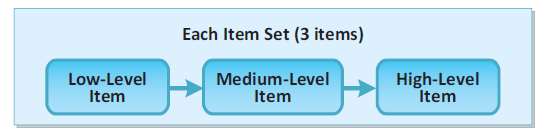 Each Item Set (3 items)
Low-Level
Item
Medium-Level
Item
High-Level
Item